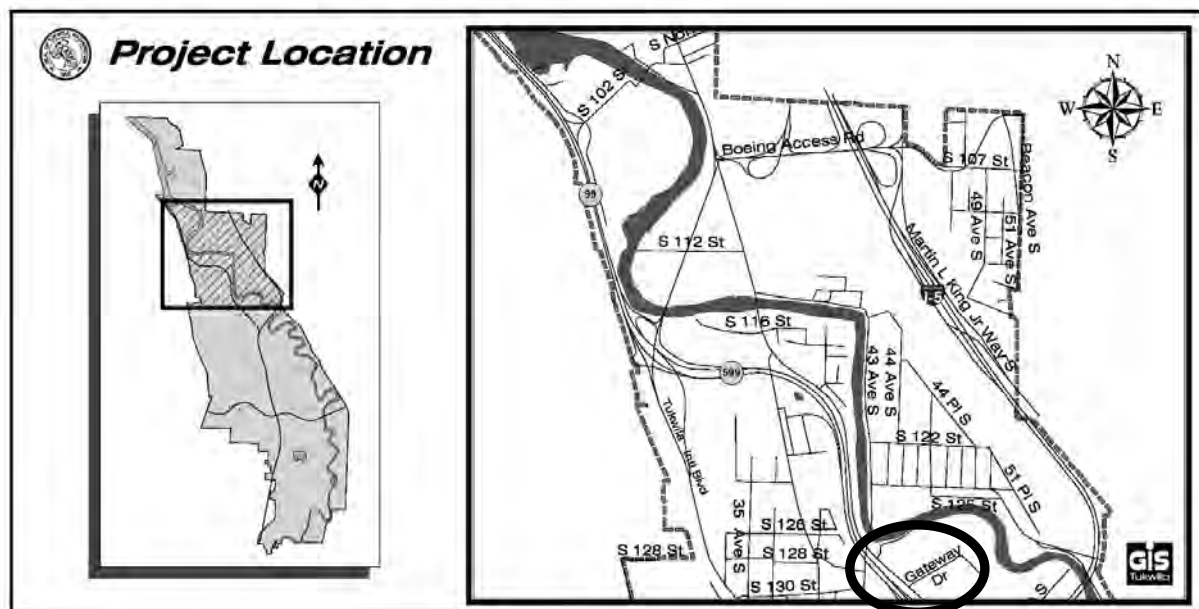 Project Location
N
N
W E
S
S 102 S
Boeing Access Rd
S 107 St
Beacon Ave S
49 Ave S
51 Ave S
99
S 112 St
Martin L King Jr Way S
I-5
S 116 St
599
44 Ave S
43 Ave S
44 Pl S
Tukwila Intl Blvd
S 122 St
51 Pl S
35 Ave S
S 125 St
S 126 St
S 128 St
S 128 St
S 130 St
Gateway
Dr
S
GIS
Tukwila